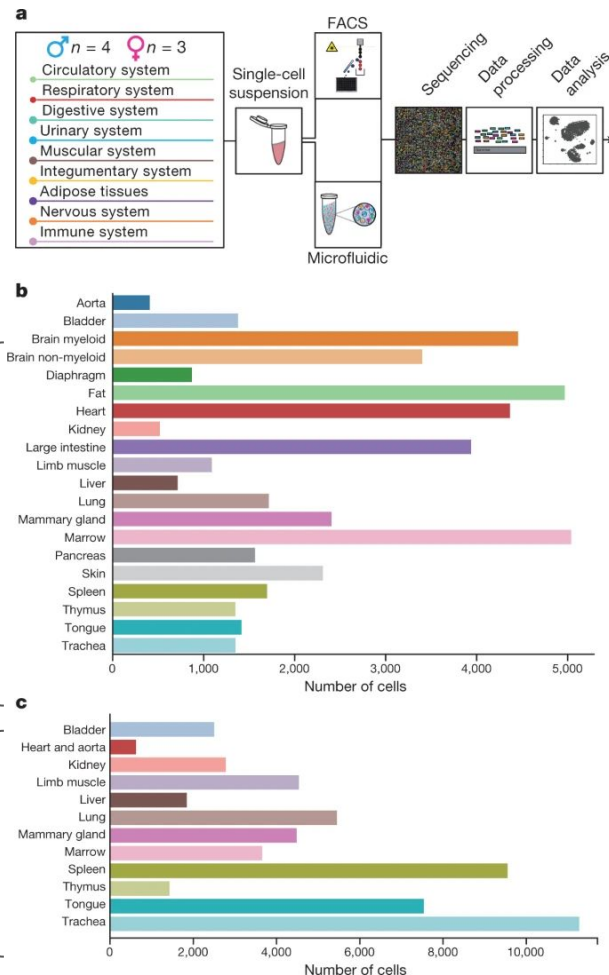 a
♂ n = 4 ♀ n = 3
Circulatory system
Respiratory system
Digestive system
Urinary system
Muscular system
Integumentary system
Adipose tissues
Nervous system
Immune system
Single-cell
suspension
FACS
Microfluidic
Sequencing
Data
processing
Data
analysis
b
Aorta
Bladder
Brain myeloid
Brain non-myeloid
Diaphragm
Fat
Heart
Kidney
Large intestine
Limb muscle
Liver
Lung
Mammary gland
Marrow
Pancreas
Skin
Spleen
Thymus
Tongue
Trachea
0 1,000 2,000 3,000 4,000 5,000
Number of cells
c
Bladder
Heart and aorta
Kidney
Limb muscle
Liver
Lung
Mammary gland
Marrow
Spleen
Thymus
Tongue
Trachea
0 2,000 4,000 6,000 8,000 10,000
Number of cells